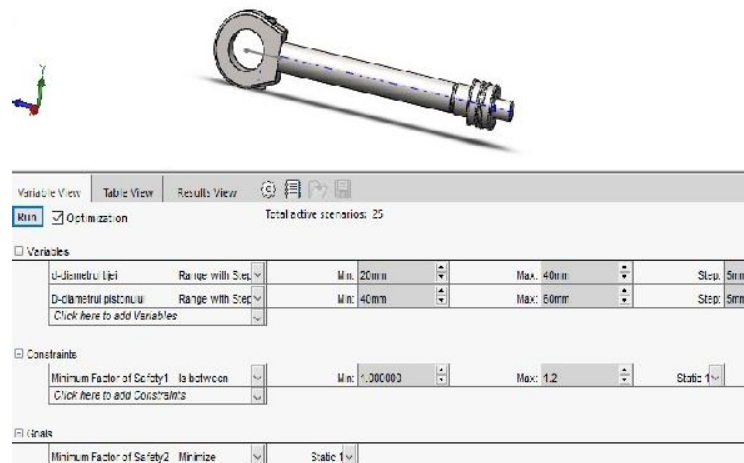 Variable View Table View Results View
Run Optimization Total active scenarios: 25
Variables
d-diametrul tijei Range with Step Min: 20mm Max: 40mm Step: 5mm
D-diametrul pistonului Range with Step Min: 40mm Max: 60mm Step: 5mm
Click here to add Variables
Constraints
Minimum Factor of Safety1 Is between Min: 1.000000 Max: 1.2 Static 1
Click here to add Constraints
Goals
Minimum Factor of Safety2 Minimize Static 1